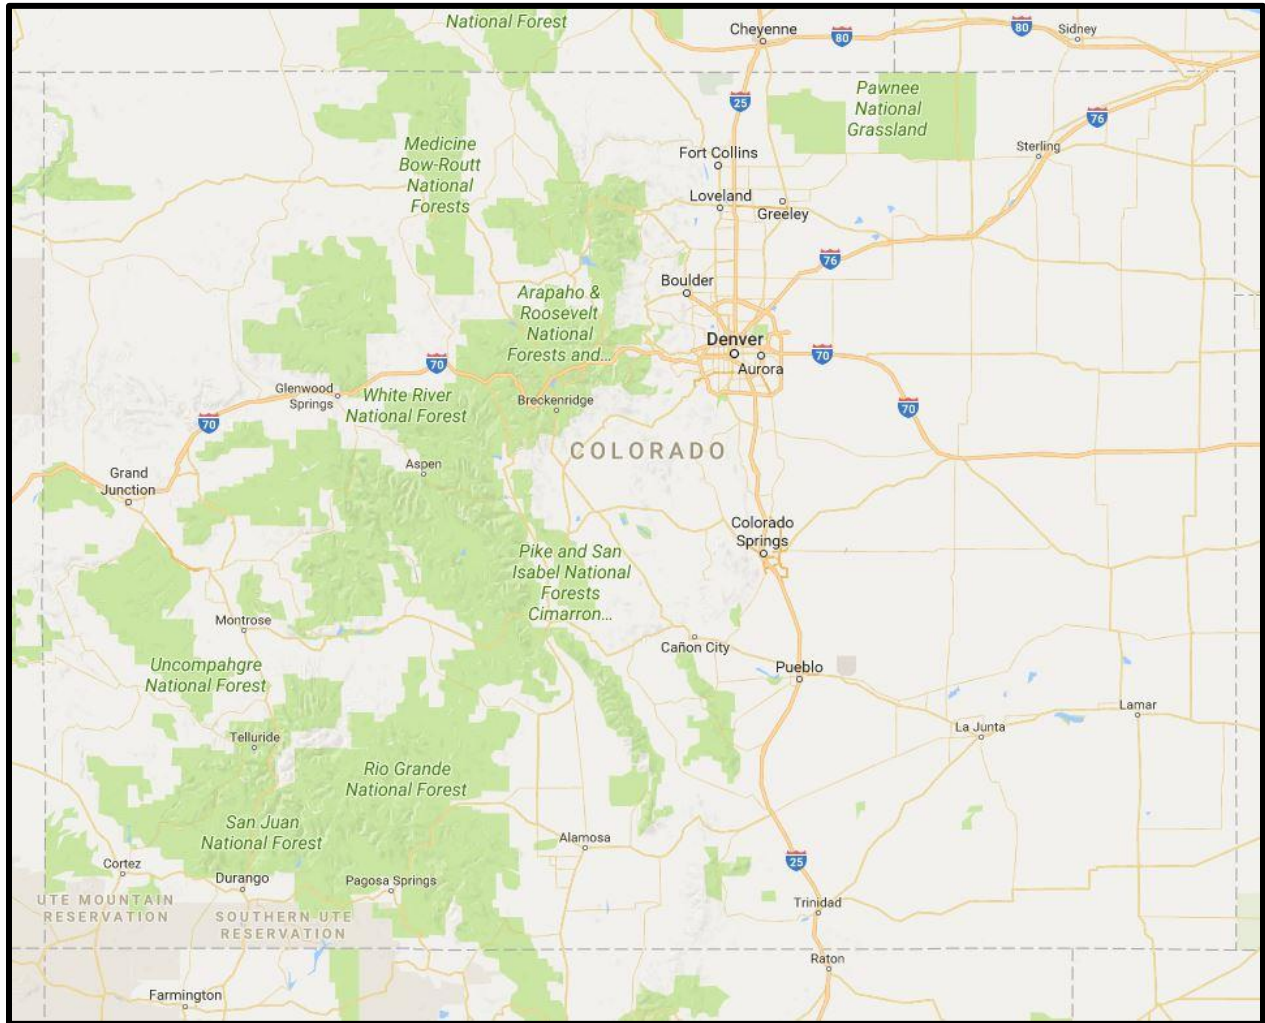 National Forest
Cheyenne
80
80
Sidney
25
Pawnee
National
Grassland
76
Medicine
Bow-Routt
National
Forests
Fort Collins
Sterling
Loveland
Greeley
76
Boulder
Arapaho &
Roosevelt
National
Forests and...
Denver
Aurora
70
70
Glenwood
Springs
White River
National Forest
Breckenridge
70
70
COLORADO
Aspen
Grand
Junction
Colorado
Springs
Pike and San
Isabel National
Forests
Cimarron...
Montrose
Cañon City
Uncompahgre
National Forest
Pueblo
Lamar
La Junta
Telluride
Rio Grande
National Forest
San Juan
National Forest
Alamosa
25
Cortez
Durango
Pagosa Springs
UTE MOUNTAIN
RESERVATION
SOUTHERN UTE
RESERVATION
Trinidad
Raton
Farmington